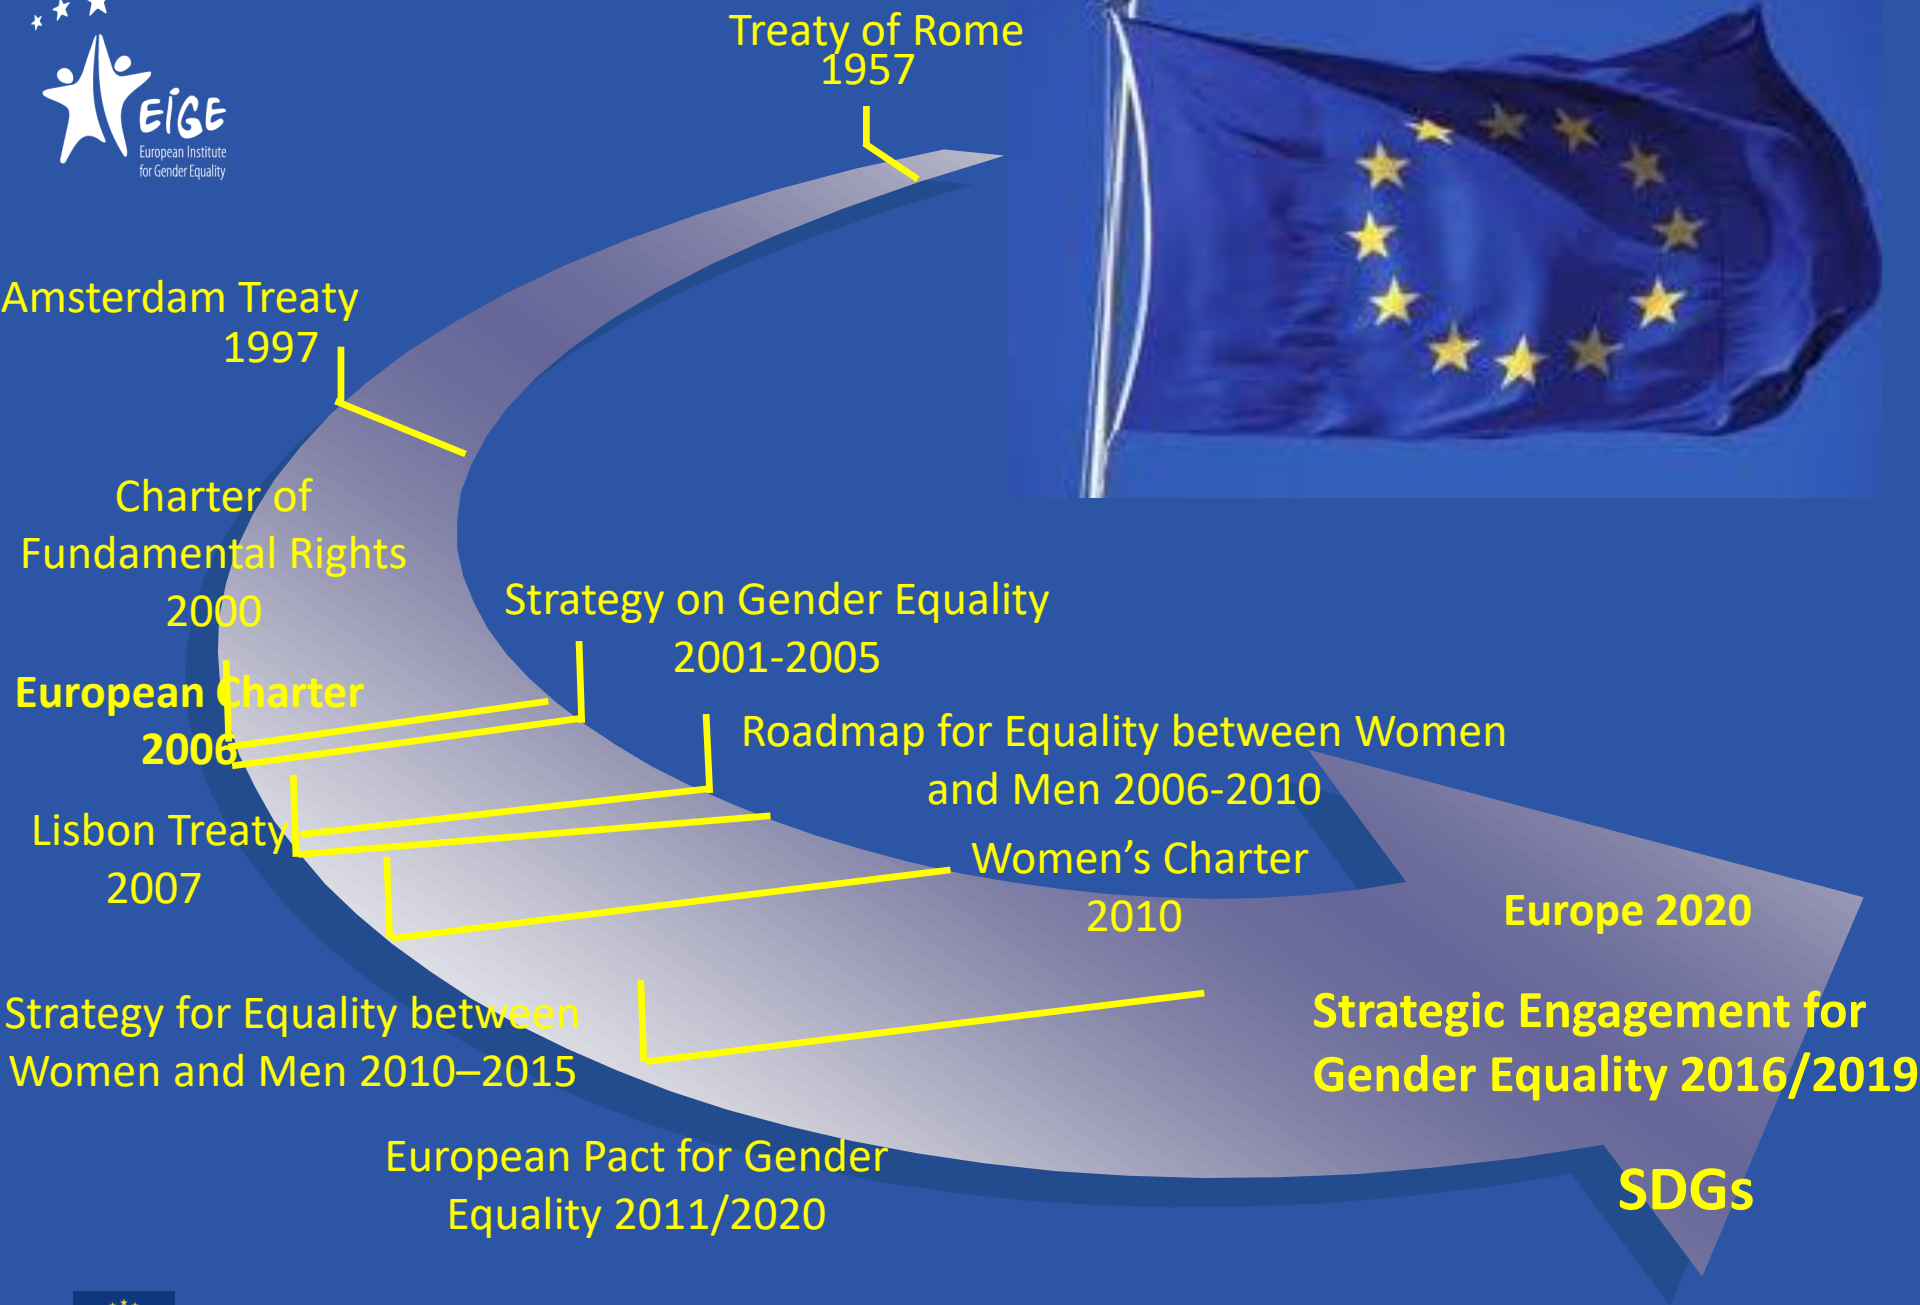 EIGE
European Institute
for Gender Equality
Treaty of Rome
1957
Amsterdam Treaty
1997
Charter of
Fundamental Rights
2000
Strategy on Gender Equality
2001-2005
European Charter
2006
Roadmap for Equality between Women
and Men 2006-2010
Lisbon Treaty
2007
Women’s Charter
2010
Europe 2020
Strategy for Equality between
Women and Men 2010–2015
Strategic Engagement for
Gender Equality 2016/2019
European Pact for Gender
Equality 2011/2020
SDGs